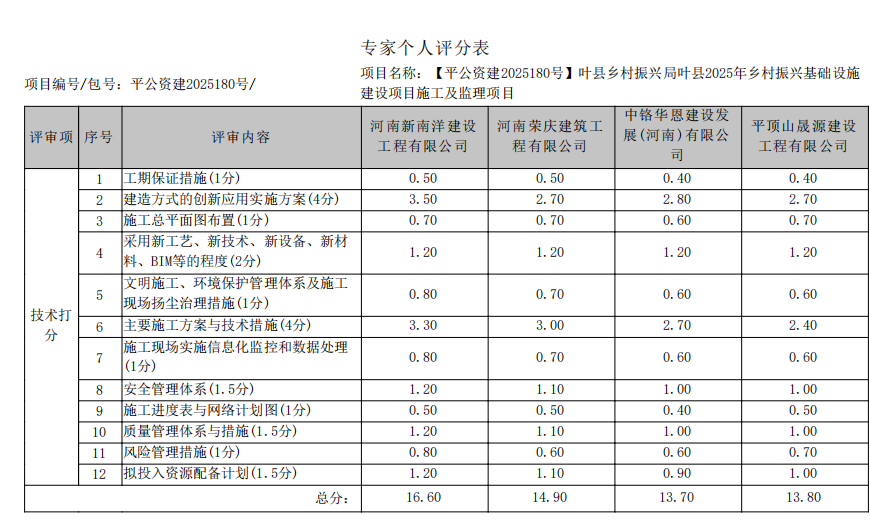 专家个人评分表
项目编号/包号: 平公资建2025180号/
项目名称: 【平公资建2025180号】叶县乡村振兴局叶县2025年乡村振兴基础设施
建设项目施工及监理项目
评审项 序号 评审内容 河南新南洋建设工程有限公司 河南荣庆建筑工程有限公司 中铬华恩建设发展(河南)有限公司 平顶山晟源建设工程有限公司
技术打分
1 工期保证措施(1分) 0.50 0.50 0.40 0.40
2 建造方式的创新应用实施方案(4分) 3.50 2.70 2.80 2.70
3 施工总平面图布置(1分) 0.70 0.70 0.60 0.70
4 采用新工艺、新技术、新设备、新材料、BIM等的程度(2分) 1.20 1.20 1.20 1.20
5 文明施工、环境保护管理体系及施工现场扬尘治理措施(1分) 0.80 0.70 0.60 0.60
6 主要施工方案与技术措施(4分) 3.30 3.00 2.70 2.40
7 施工现场实施信息化监控和数据处理(1分) 0.80 0.70 0.60 0.60
8 安全管理体系(1.5分) 1.20 1.10 1.00 1.00
9 施工进度表与网络计划图(1分) 0.50 0.50 0.40 0.50
10 质量管理体系与措施(1.5分) 1.20 1.10 1.00 1.00
11 风险管理措施(1分) 0.80 0.60 0.60 0.70
12 拟投入资源配备计划(1.5分) 1.20 1.10 0.90 1.00
总分: 16.60 14.90 13.70 13.80